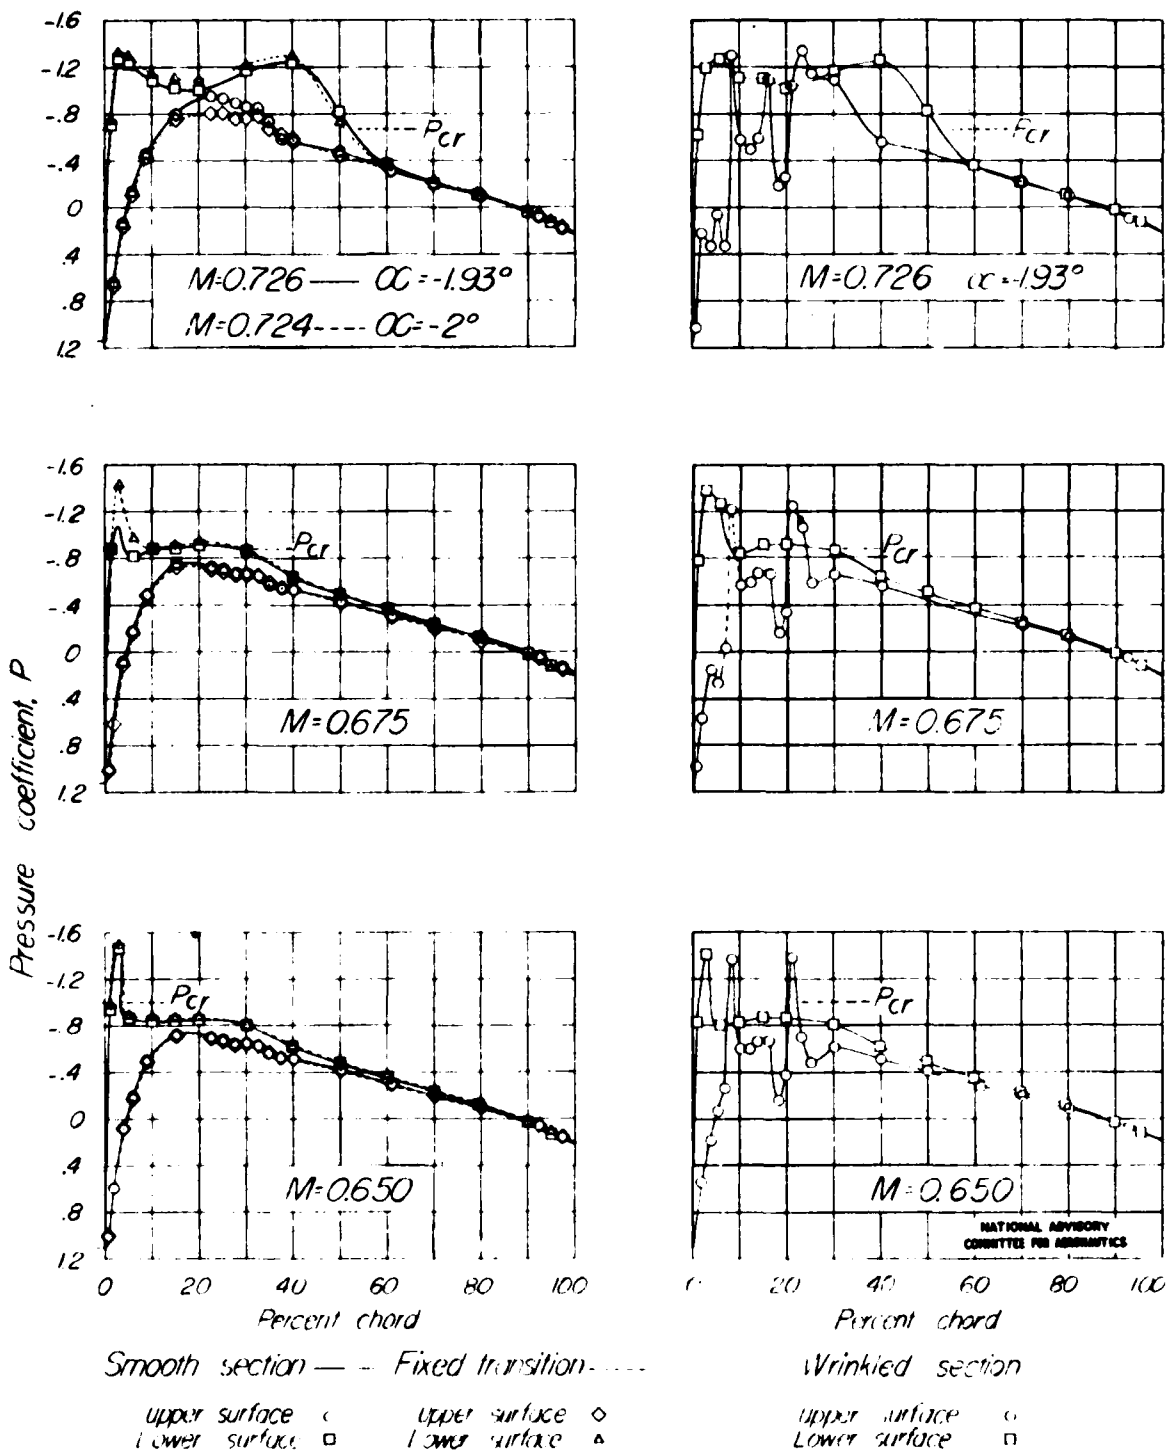 -1.6
-1.2
-.8
-.4
0
.4
.8
1.2
Pcr
M=0.726 —— α=-1.93°
M=0.724 ---- α=-2°
Pcr
M=0.726 α=-1.93°
-1.6
-1.2
-.8
-.4
0
.4
.8
1.2
Pcr
M=0.675
Pcr
M=0.675
Pressure coefficient, P
-1.6
-1.2
-.8
-.4
0
.4
.8
1.2
Pcr
M=0.650
Pcr
M=0.650
NATIONAL ADVISORY
COMMITTEE FOR AERONAUTICS
0 20 40 60 80 100
20 40 60 80 100
Percent chord
Percent chord
Smooth section —— Fixed transition ----
Wrinkled section
upper surface ○ upper surface ◇
upper surface ○
Lower surface □ Lower surface △
Lower surface □